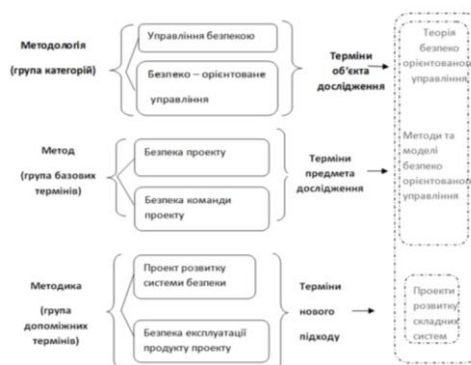 Методологія
(група категорій)
Управління безпекою
Безпеко – орієнтоване
управління
Терміни
об'єкта
дослідження
Теорія
безпеко
орієнтованого
управління
Метод
(група базових
термінів)
Безпека проекту
Безпека команди
проекту
Терміни
предмета
дослідження
Методи та
моделі
безпеко
орієнтованого
управління
Методика
(група
допоміжних
термінів)
Проект розвитку
системи безпеки
Безпека експлуатації
продукту проекту
Терміни
нового
підходу
Проекти
розвитку
складних
систем